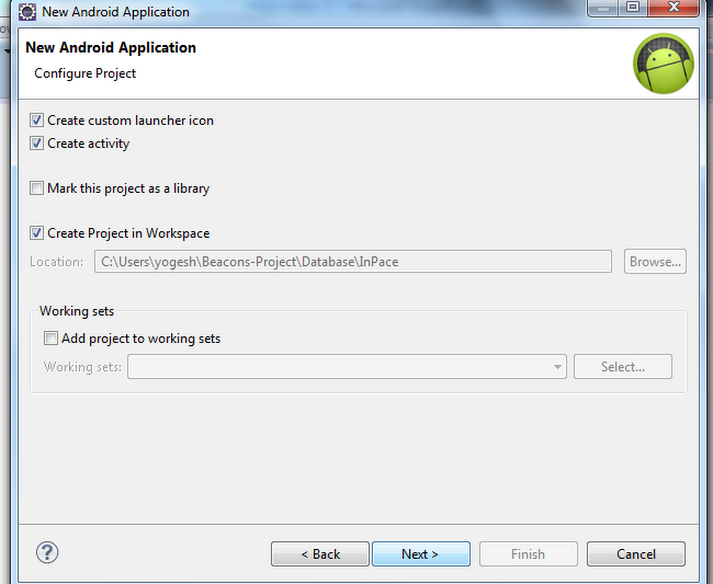 New Android Application
New Android Application
Configure Project
Create custom launcher icon
Create activity
Mark this project as a library
Create Project in Workspace
Location: C:\Users\yogesh\Beacons-Project\Database\InPace Browse...
Working sets
Add project to working sets
Working sets: Select...
? < Back Next > Finish Cancel